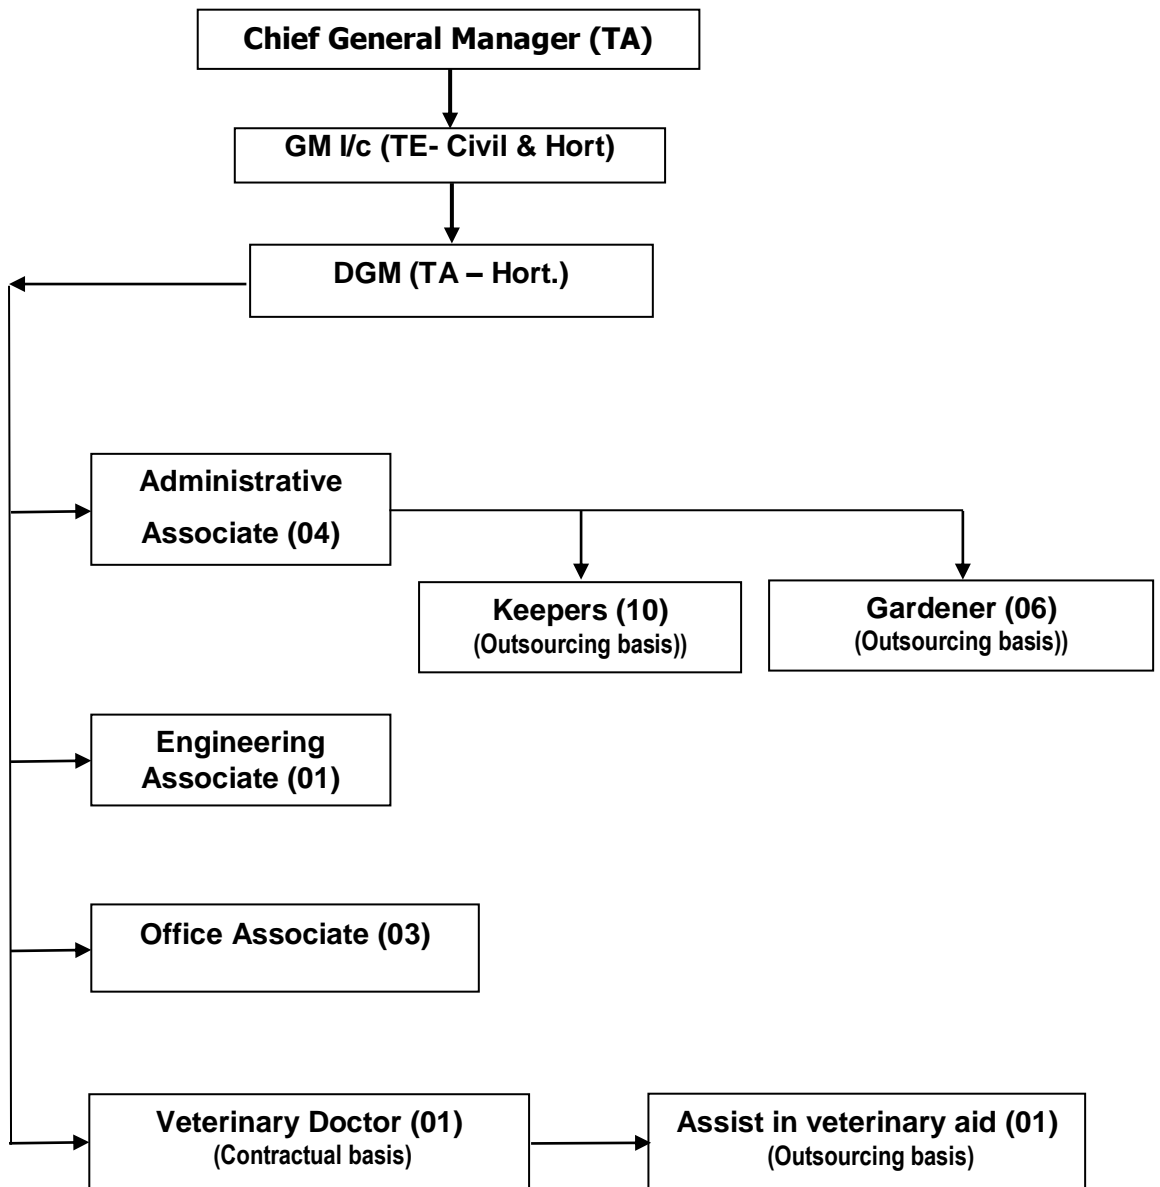 Chief General Manager (TA)
GM I/c (TE- Civil & Hort)
DGM (TA – Hort.)
Administrative
Associate (04)
Keepers (10)
(Outsourcing basis))
Gardener (06)
(Outsourcing basis))
Engineering
Associate (01)
Office Associate (03)
Veterinary Doctor (01)
(Contractual basis)
Assist in veterinary aid (01)
(Outsourcing basis)